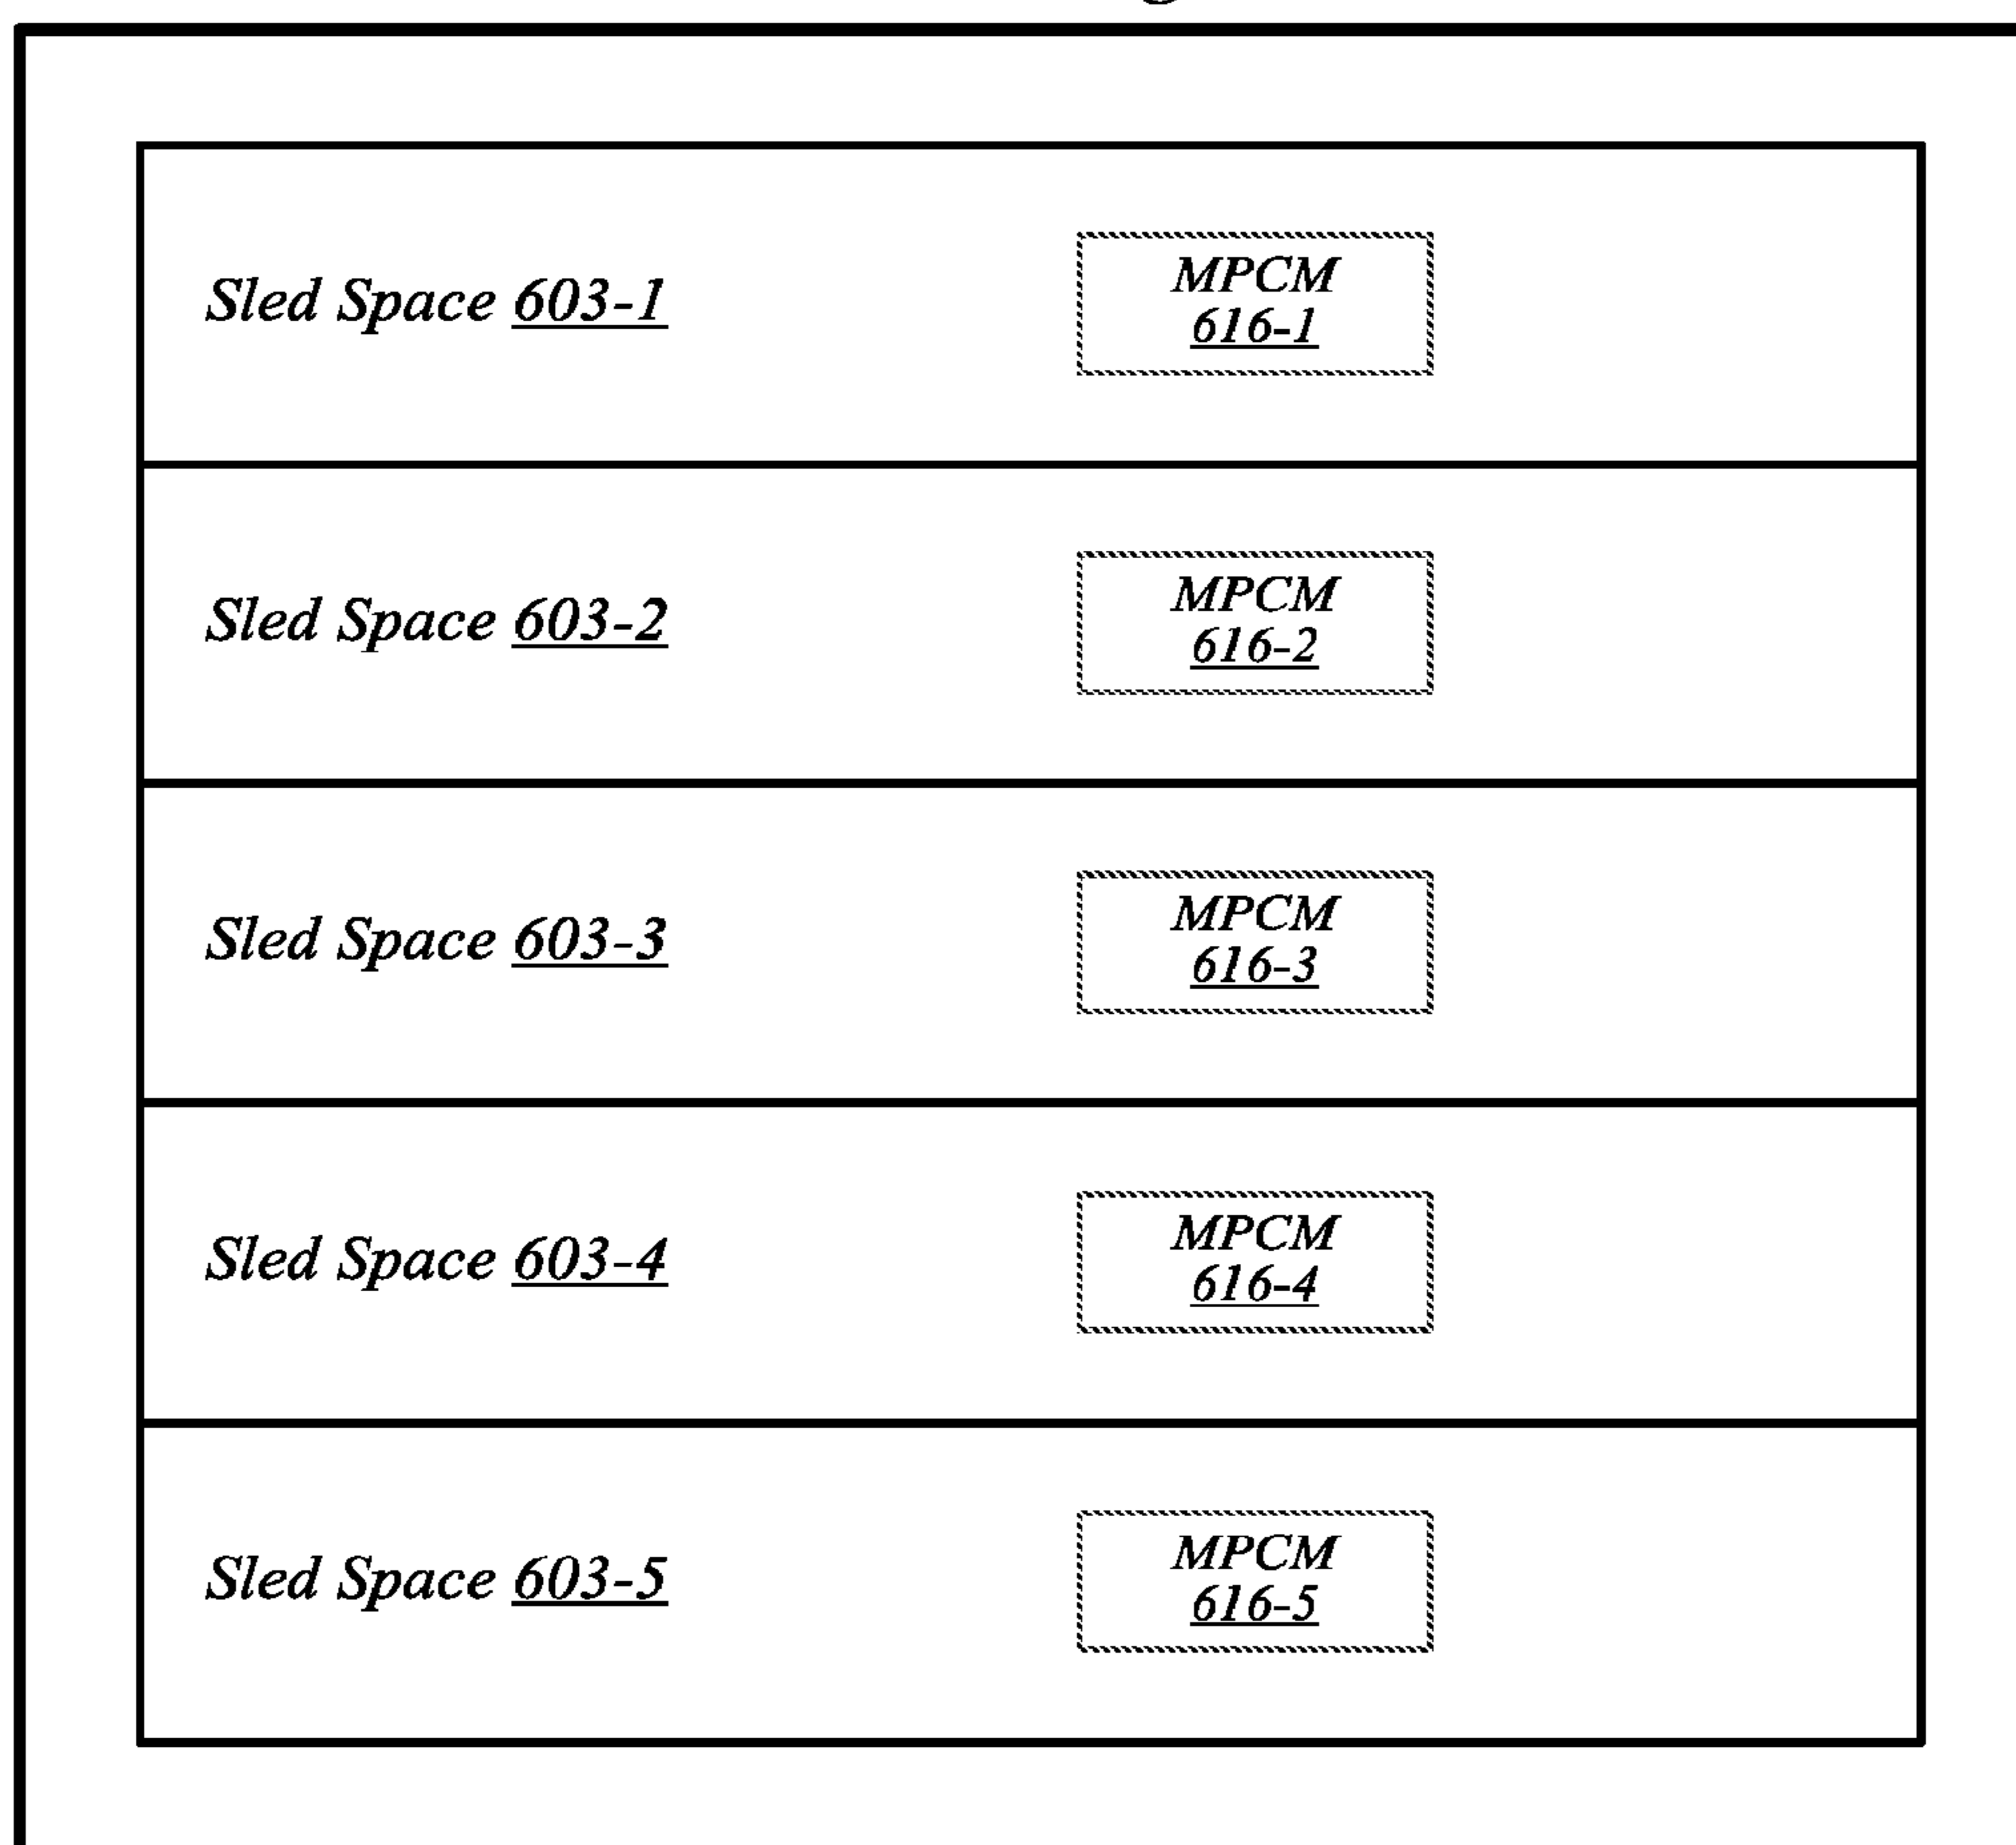 Sled Space 603-1
MPCM
616-1
Sled Space 603-2
MPCM
616-2
Sled Space 603-3
MPCM
616-3
Sled Space 603-4
MPCM
616-4
Sled Space 603-5
MPCM
616-5